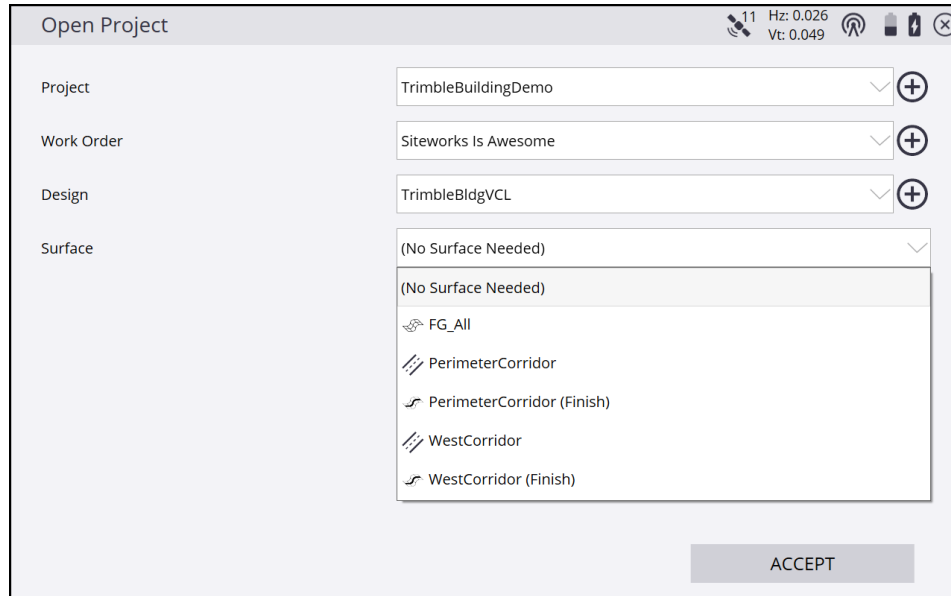 Open Project
11
Hz: 0.026
Vt: 0.049
Project
TrimbleBuildingDemo
Work Order
Siteworks Is Awesome
Design
TrimbleBldgVCL
Surface
(No Surface Needed)
(No Surface Needed)
FG_All
PerimeterCorridor
PerimeterCorridor (Finish)
WestCorridor
WestCorridor (Finish)
ACCEPT